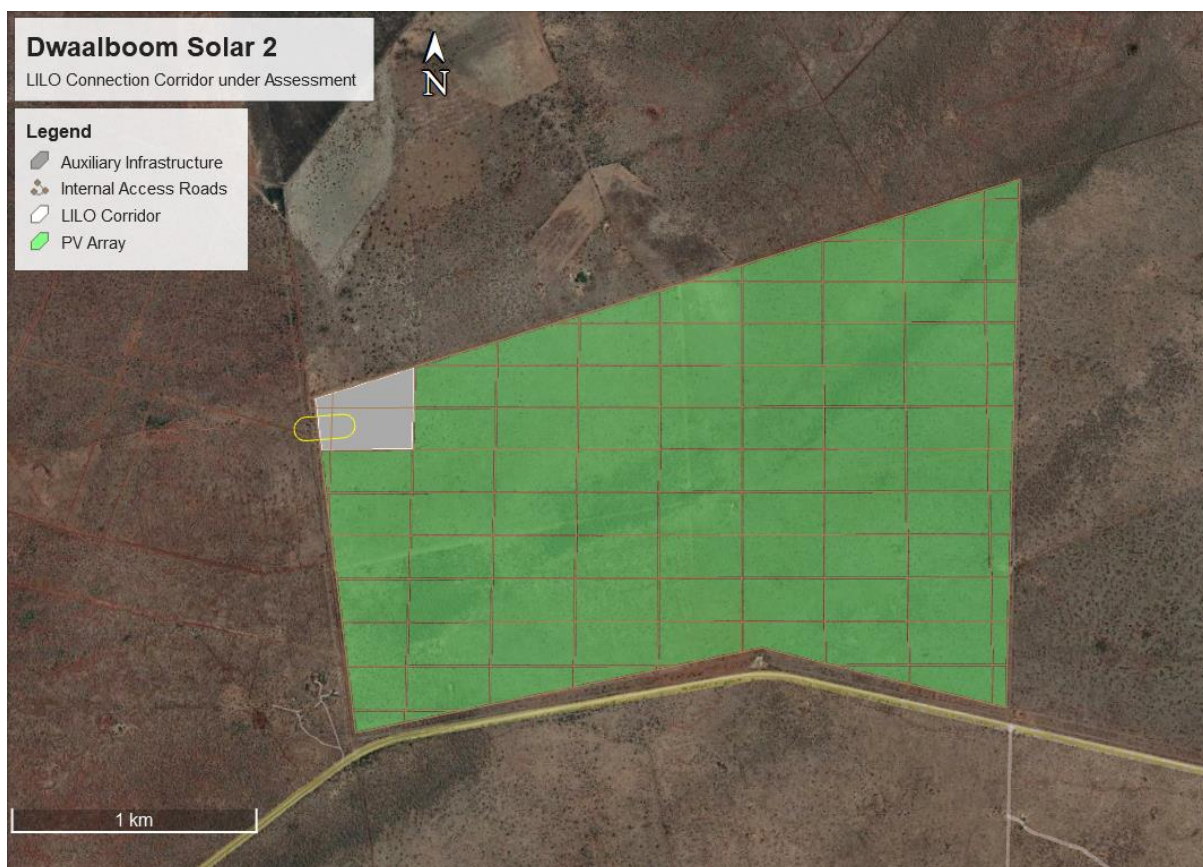 Dwaalboom Solar 2
LILO Connection Corridor under Assessment
N
Legend
Auxiliary Infrastructure
Internal Access Roads
LILO Corridor
PV Array
1 km